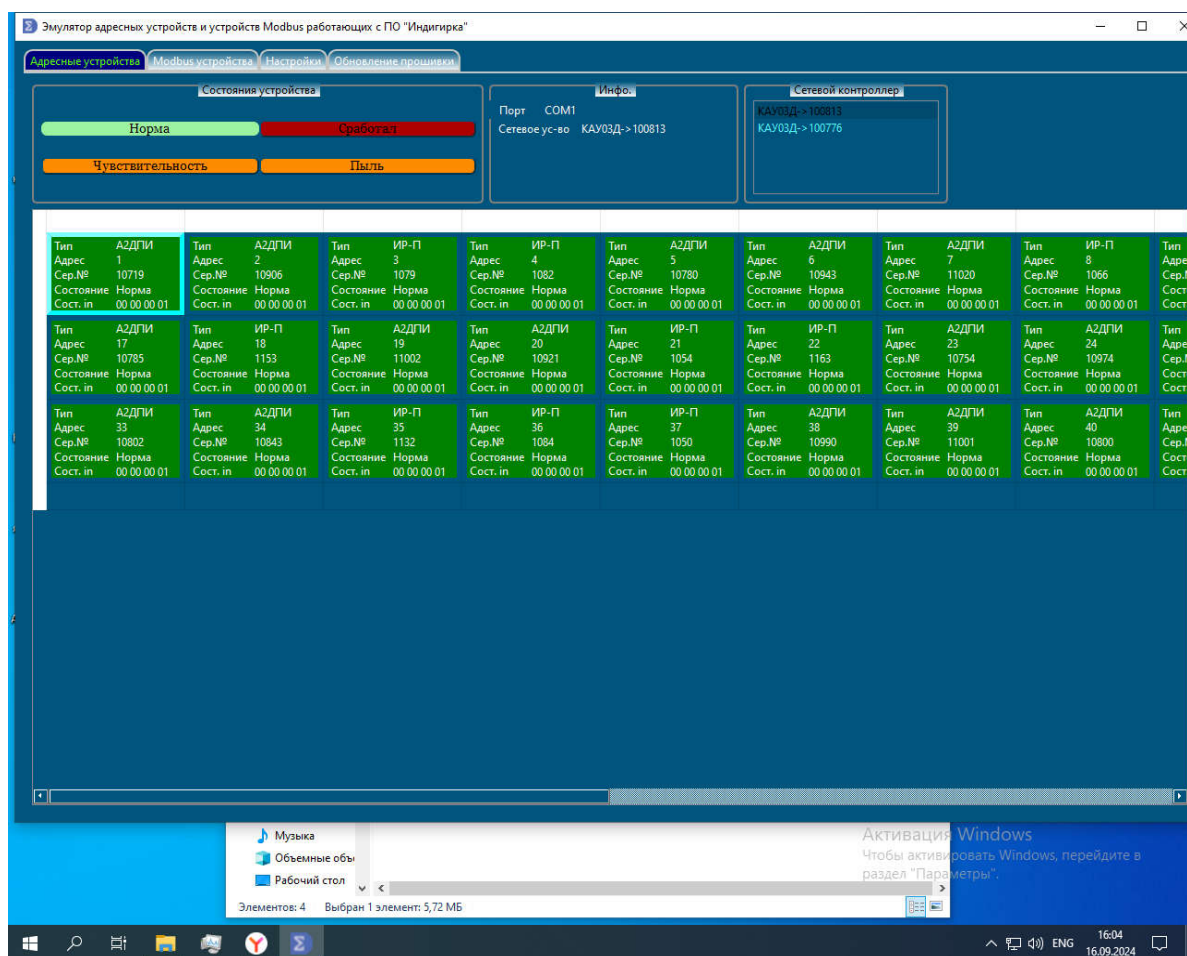 Эмулятор адресных устройств и устройств Modbus работающих с ПО "Индигирка"
Адресные устройства Modbus устройства Настройки Обновление прошивки
Состояния устройства
Норма Сработал
Чувствительность Пыль
Инфо.
Порт COM1
Сетевое ус-во КАУ03Д->100813
Сетевой контроллер
КАУ03Д->100813
КАУ03Д->100776
Тип А2ДПИ Тип А2ДПИ Тип ИР-П Тип ИР-П Тип А2ДПИ Тип А2ДПИ Тип А2ДПИ Тип ИР-П Тип
Адрес 1 Адрес 2 Адрес 3 Адрес 4 Адрес 5 Адрес 6 Адрес 7 Адрес 8
Сер.№ 10719 Сер.№ 10906 Сер.№ 1079 Сер.№ 1082 Сер.№ 10780 Сер.№ 10943 Сер.№ 11020 Сер.№ 1066
Состояние Норма Состояние Норма Состояние Норма Состояние Норма Состояние Норма Состояние Норма Состояние Норма Состояние Норма
Сост. in 00 00 00 01 Сост. in 00 00 00 01 Сост. in 00 00 00 01 Сост. in 00 00 00 01 Сост. in 00 00 00 01 Сост. in 00 00 00 01 Сост. in 00 00 00 01 Сост. in 00 00 00 01
Тип А2ДПИ Тип ИР-П Тип А2ДПИ Тип А2ДПИ Тип ИР-П Тип ИР-П Тип А2ДПИ Тип А2ДПИ Тип
Адрес 17 Адрес 18 Адрес 19 Адрес 20 Адрес 21 Адрес 22 Адрес 23 Адрес 24
Сер.№ 10785 Сер.№ 1153 Сер.№ 11002 Сер.№ 10921 Сер.№ 1054 Сер.№ 1163 Сер.№ 10754 Сер.№ 10974
Состояние Норма Состояние Норма Состояние Норма Состояние Норма Состояние Норма Состояние Норма Состояние Норма Состояние Норма
Сост. in 00 00 00 01 Сост. in 00 00 00 01 Сост. in 00 00 00 01 Сост. in 00 00 00 01 Сост. in 00 00 00 01 Сост. in 00 00 00 01 Сост. in 00 00 00 01 Сост. in 00 00 00 01
Тип А2ДПИ Тип А2ДПИ Тип ИР-П Тип ИР-П Тип ИР-П Тип А2ДПИ Тип А2ДПИ Тип А2ДПИ Тип
Адрес 33 Адрес 34 Адрес 35 Адрес 36 Адрес 37 Адрес 38 Адрес 39 Адрес 40
Сер.№ 10802 Сер.№ 10843 Сер.№ 1132 Сер.№ 1084 Сер.№ 1050 Сер.№ 10990 Сер.№ 11001 Сер.№ 10800
Состояние Норма Состояние Норма Состояние Норма Состояние Норма Состояние Норма Состояние Норма Состояние Норма Состояние Норма
Сост. in 00 00 00 01 Сост. in 00 00 00 01 Сост. in 00 00 00 01 Сост. in 00 00 00 01 Сост. in 00 00 00 01 Сост. in 00 00 00 01 Сост. in 00 00 00 01 Сост. in 00 00 00 01
Музыка
Объемные объ
Рабочий стол
Элементов: 4 Выбран 1 элемент: 5,72 МБ
Активация Windows
Чтобы активировать Windows, перейдите в
раздел "Параметры".
ENG
16:04
16.09.2024